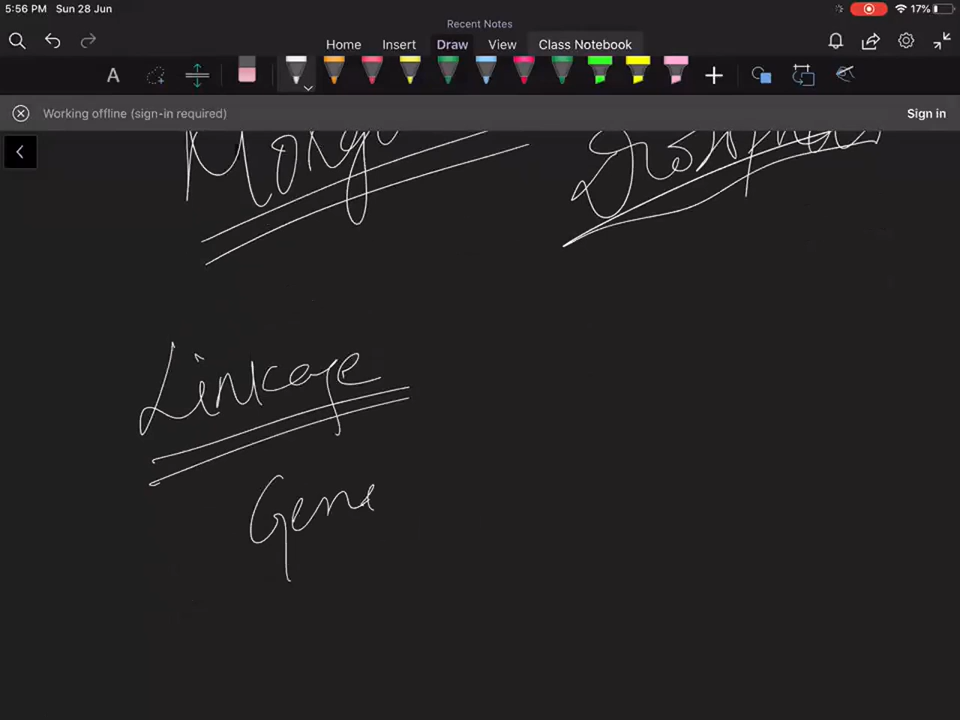 5:56 PM Sun 28 Jun
17%
Recent Notes
Home Insert Draw View Class Notebook
A
Working offline (sign-in required) Sign in
Linkage
Gene